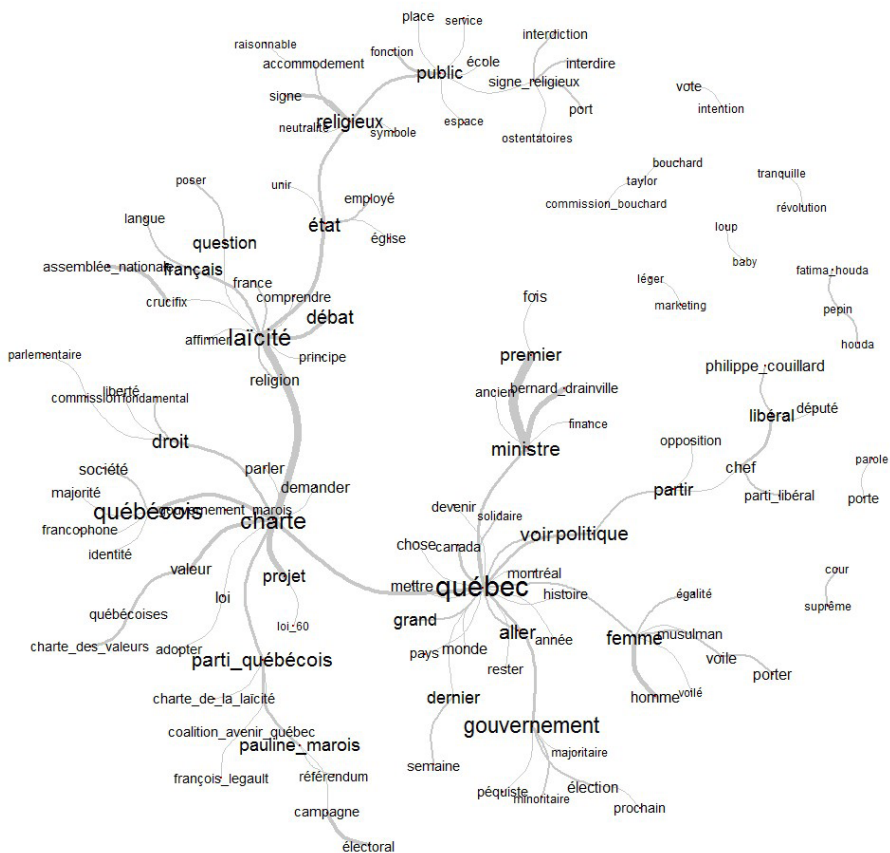 place
service
raisonnable
accommodement
fonction
public
école
interdiction
signe_religieux
interdire
signe
religieux
neutralité
symbole
espace
port
ostentatoires
vote
intention
poser
unir
employé
état
église
bouchard
taylor
commission_bouchard
tranquille
révolution
langue
question
assemblée_nationale
français
france
comprendre
crucifix
débat
affirmer
laïcité
principe
religion
loup
baby
léger
marketing
fatima_houda
pepin
houda
fois
premier
ancien
bernard_drainville
finance
ministre
philippe_couillard
libéral
député
parlementaire
liberté
commission
fondamental
droit
parler
demander
société
majorité
québécois
gouvernement_marois
charte
francophone
identité
opposition
chef
partir
parti_libéral
parole
porte
devenir
solidaire
chose
canada
voir
politique
valeur
projet
loi
mettre
québec
montréal
histoire
québécoises
loi_60
grand
aller
année
charte_des_valeurs
adopter
parti_québécois
pays
monde
rester
femme
égalité
musulman
voile
porter
homme
voilé
cour
suprême
charte_de_la_laïcité
dernier
coalition_avenir_québec
pauline_marois
gouvernement
françois_legault
référendum
semaine
majoritaire
péquiste
minoritaire
élection
prochain
campagne
électoral